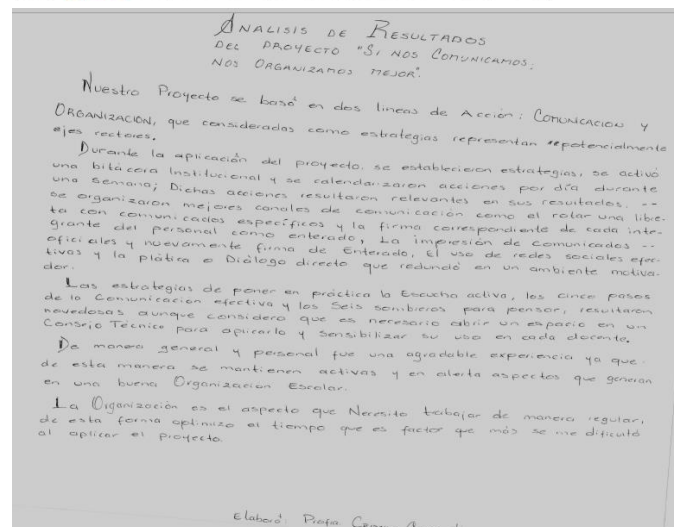 ANALISIS DE RESULTADOS
DEL PROYECTO "SI NOS COMUNICAMOS,
NOS ORGANIZAMOS MEJOR".
Nuestro Proyecto se basó en dos lineas de Acción: COMUNICACION y
ORGANIZACIÓN, que consideradas como estrategias representan potencialmente
ejes rectores.
Durante la aplicación del proyecto, se establecieron estrategias, se activó
una bitácora Institucional y se calendarizaron acciones por día durante
una semana; Dichas acciones resultaron relevantes en sus resultados. --
se organizaron mejores canales de comunicación como el rotar una libre-
ta con comunicados específicos y la firma correspondiente de cada inte-
grante del personal como enterado, La impresión de comunicados --
oficiales y nuevamente firma de Enterado, El uso de redes sociales efec-
tivas y la plática o Diálogo directo que redundó en un ambiente motiva-
dor.
Las estrategias de poner en práctica la Escucha activa, los cinco pasos
de la Comunicación efectiva y los Seis sombreros para pensar, resultaron
novedosas aunque considero que es necesario abrir un espacio en un
Consejo Técnico para aplicarlo y sensibilizar su uso en cada docente.
De manera general y personal fue una agradable experiencia ya que
de esta manera se mantienen activas y en alerta aspectos que generan
en una buena Organización Escolar.
La Organización es el aspecto que Necesito trabajar de manera regular,
de esta forma optimizo el tiempo que es factor que más se me dificultó
al aplicar el proyecto.
Elaboró: Profa